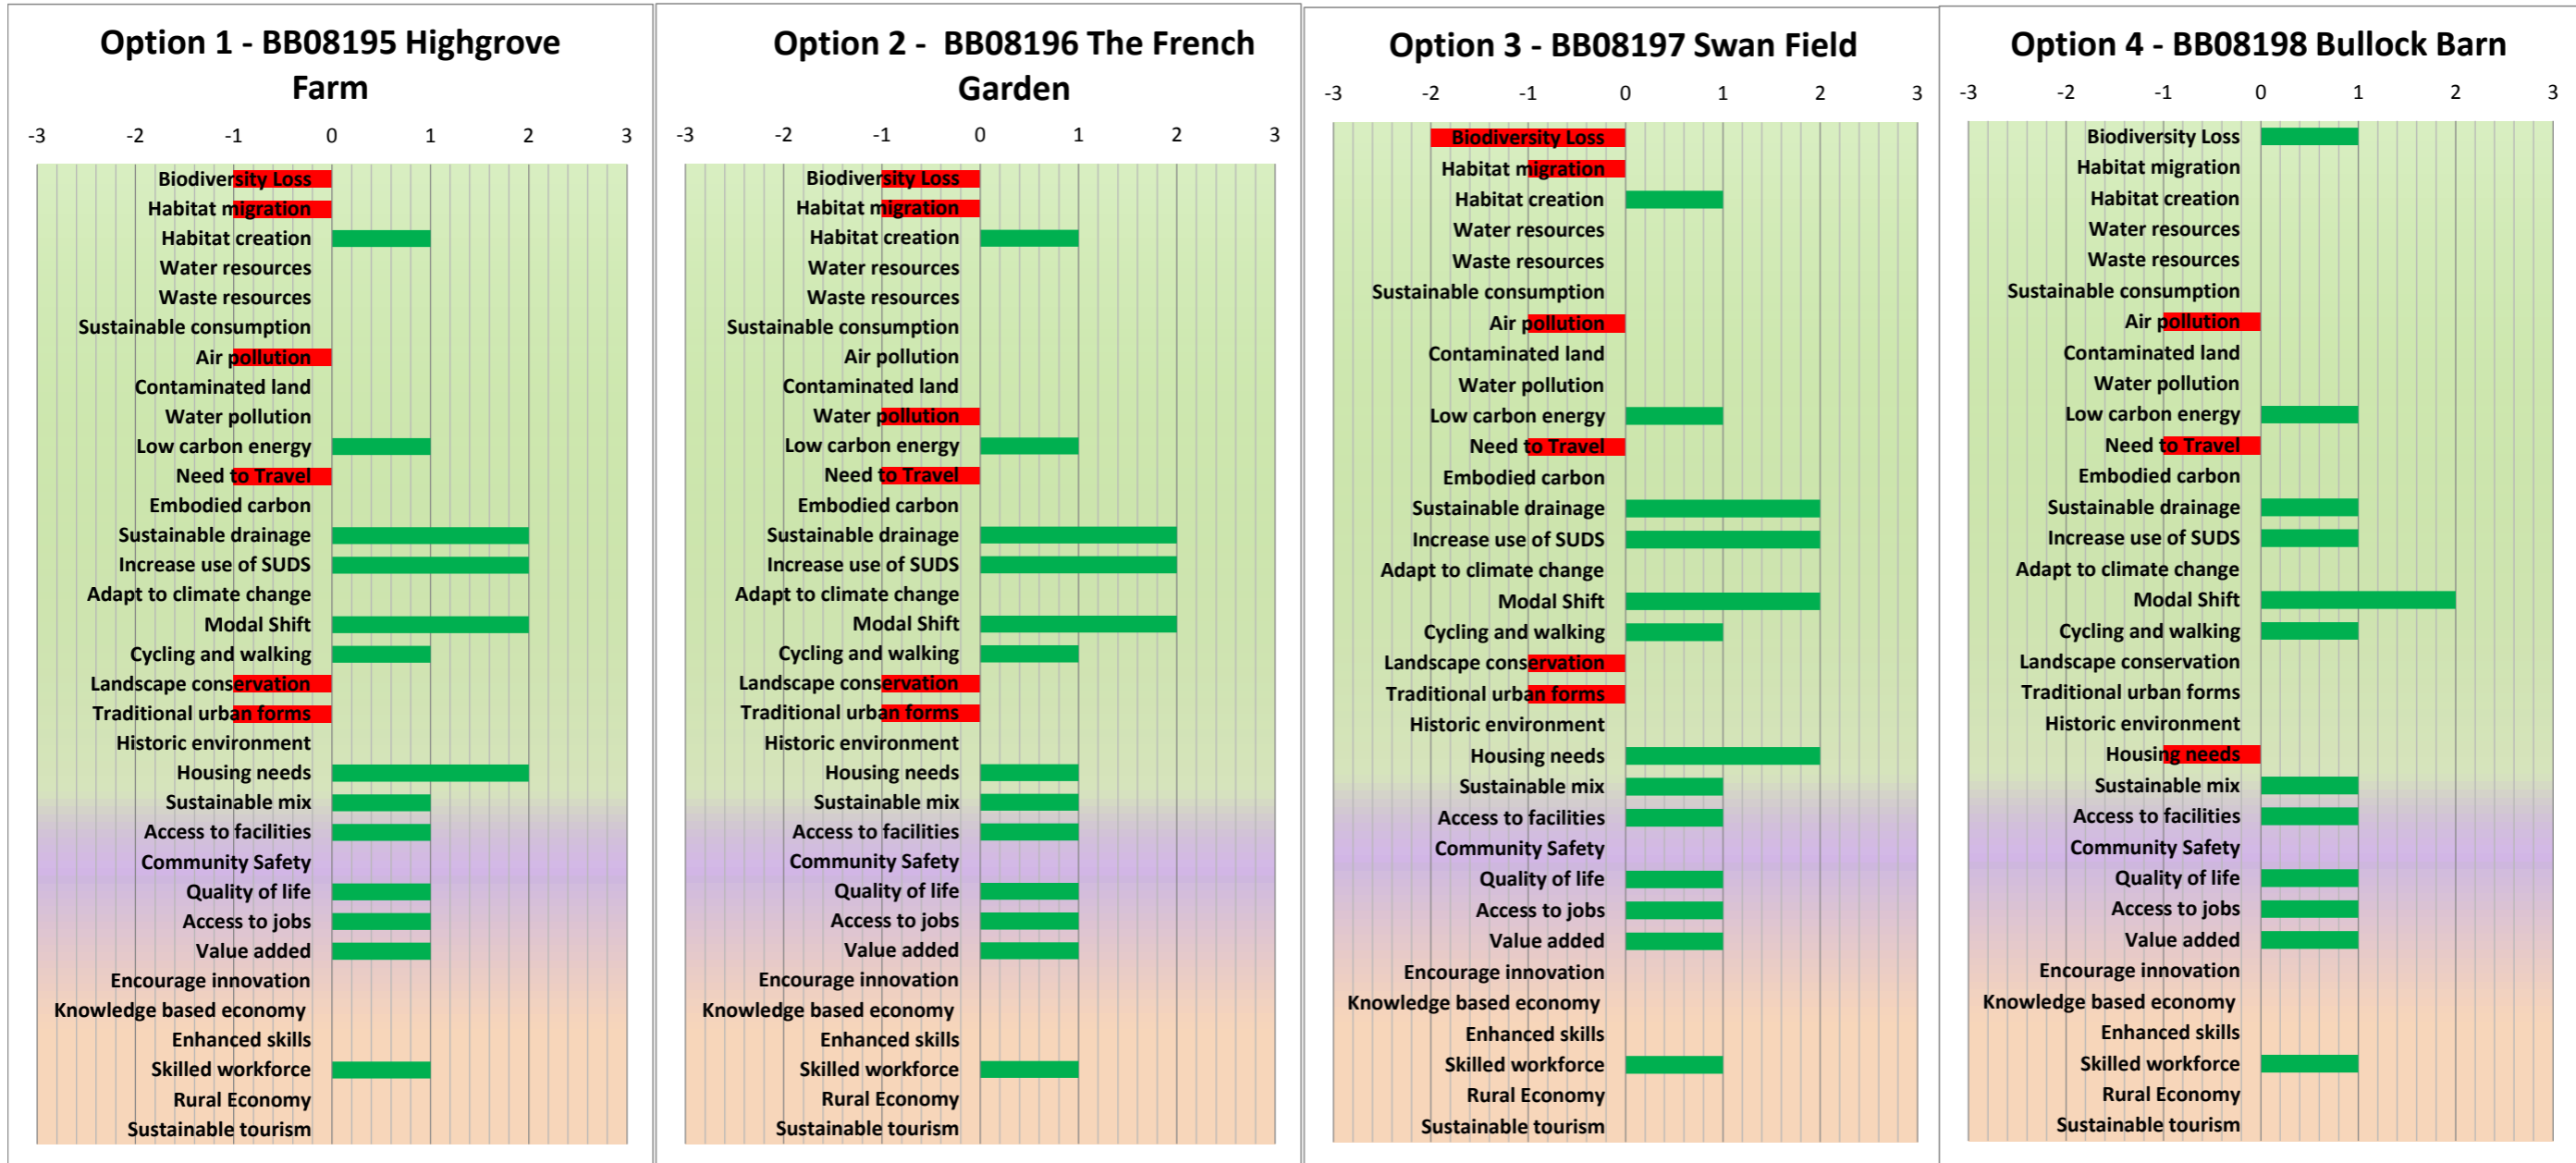 Option 1 - BB08195 Highgrove
Farm
-3 -2 -1 0 1 2 3
Biodiversity Loss
Habitat migration
Habitat creation
Water resources
Waste resources
Sustainable consumption
Air pollution
Contaminated land
Water pollution
Low carbon energy
Need to Travel
Embodied carbon
Sustainable drainage
Increase use of SUDS
Adapt to climate change
Modal Shift
Cycling and walking
Landscape conservation
Traditional urban forms
Historic environment
Housing needs
Sustainable mix
Access to facilities
Community Safety
Quality of life
Access to jobs
Value added
Encourage innovation
Knowledge based economy
Enhanced skills
Skilled workforce
Rural Economy
Sustainable tourism
Option 2 - BB08196 The French
Garden
-3 -2 -1 0 1 2 3
Biodiversity Loss
Habitat migration
Habitat creation
Water resources
Waste resources
Sustainable consumption
Air pollution
Contaminated land
Water pollution
Low carbon energy
Need to Travel
Embodied carbon
Sustainable drainage
Increase use of SUDS
Adapt to climate change
Modal Shift
Cycling and walking
Landscape conservation
Traditional urban forms
Historic environment
Housing needs
Sustainable mix
Access to facilities
Community Safety
Quality of life
Access to jobs
Value added
Encourage innovation
Knowledge based economy
Enhanced skills
Skilled workforce
Rural Economy
Sustainable tourism
Option 3 - BB08197 Swan Field
-3 -2 -1 0 1 2 3
Biodiversity Loss
Habitat migration
Habitat creation
Water resources
Waste resources
Sustainable consumption
Air pollution
Contaminated land
Water pollution
Low carbon energy
Need to Travel
Embodied carbon
Sustainable drainage
Increase use of SUDS
Adapt to climate change
Modal Shift
Cycling and walking
Landscape conservation
Traditional urban forms
Historic environment
Housing needs
Sustainable mix
Access to facilities
Community Safety
Quality of life
Access to jobs
Value added
Encourage innovation
Knowledge based economy
Enhanced skills
Skilled workforce
Rural Economy
Sustainable tourism
Option 4 - BB08198 Bullock Barn
-3 -2 -1 0 1 2 3
Biodiversity Loss
Habitat migration
Habitat creation
Water resources
Waste resources
Sustainable consumption
Air pollution
Contaminated land
Water pollution
Low carbon energy
Need to Travel
Embodied carbon
Sustainable drainage
Increase use of SUDS
Adapt to climate change
Modal Shift
Cycling and walking
Landscape conservation
Traditional urban forms
Historic environment
Housing needs
Sustainable mix
Access to facilities
Community Safety
Quality of life
Access to jobs
Value added
Encourage innovation
Knowledge based economy
Enhanced skills
Skilled workforce
Rural Economy
Sustainable tourism